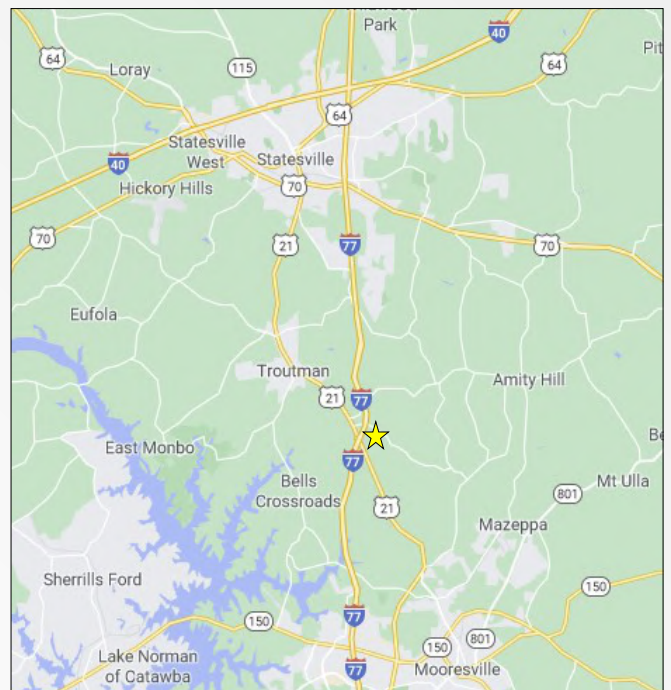 Park
40
64
64
Loray
115
Pit
64
Statesville
West
Statesville
40
Hickory Hills
70
70
21
77
70
Eufola
Troutman
21
77
Amity Hill
East Monbo
77
Bells
Crossroads
Mt Ulla
801
21
Mazeppa
Sherrills Ford
150
77
150
150
801
Lake Norman
of Catawba
77
Mooresville